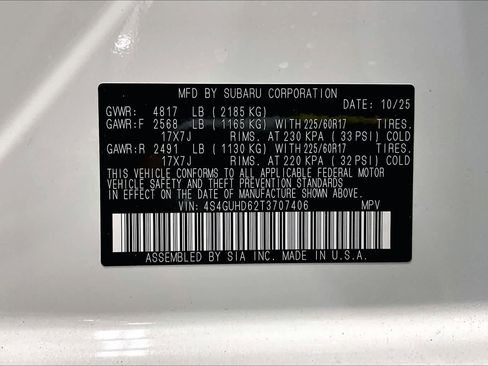 MFD BY SUBARU CORPORATION
GVWR: 4817 LB (2185 KG) DATE: 10/25
GAWR:F 2568 LB (1165 KG) WITH 225/60R17 TIRES.
17X7J RIMS. AT 230 KPA (33 PSI) COLD
GAWR:R 2491 LB (1130 KG) WITH 225/60R17 TIRES.
17X7J RIMS. AT 220 KPA (32 PSI) COLD
THIS VEHICLE CONFORMS TO ALL APPLICABLE FEDERAL MOTOR
VEHICLE SAFETY AND THEFT PREVENTION STANDARDS
IN EFFECT ON THE DATE OF MANUFACTURE SHOWN ABOVE.
VIN: 4S4GUHD62T3707406 MPV
ASSEMBLED BY SIA INC. MADE IN U.S.A.